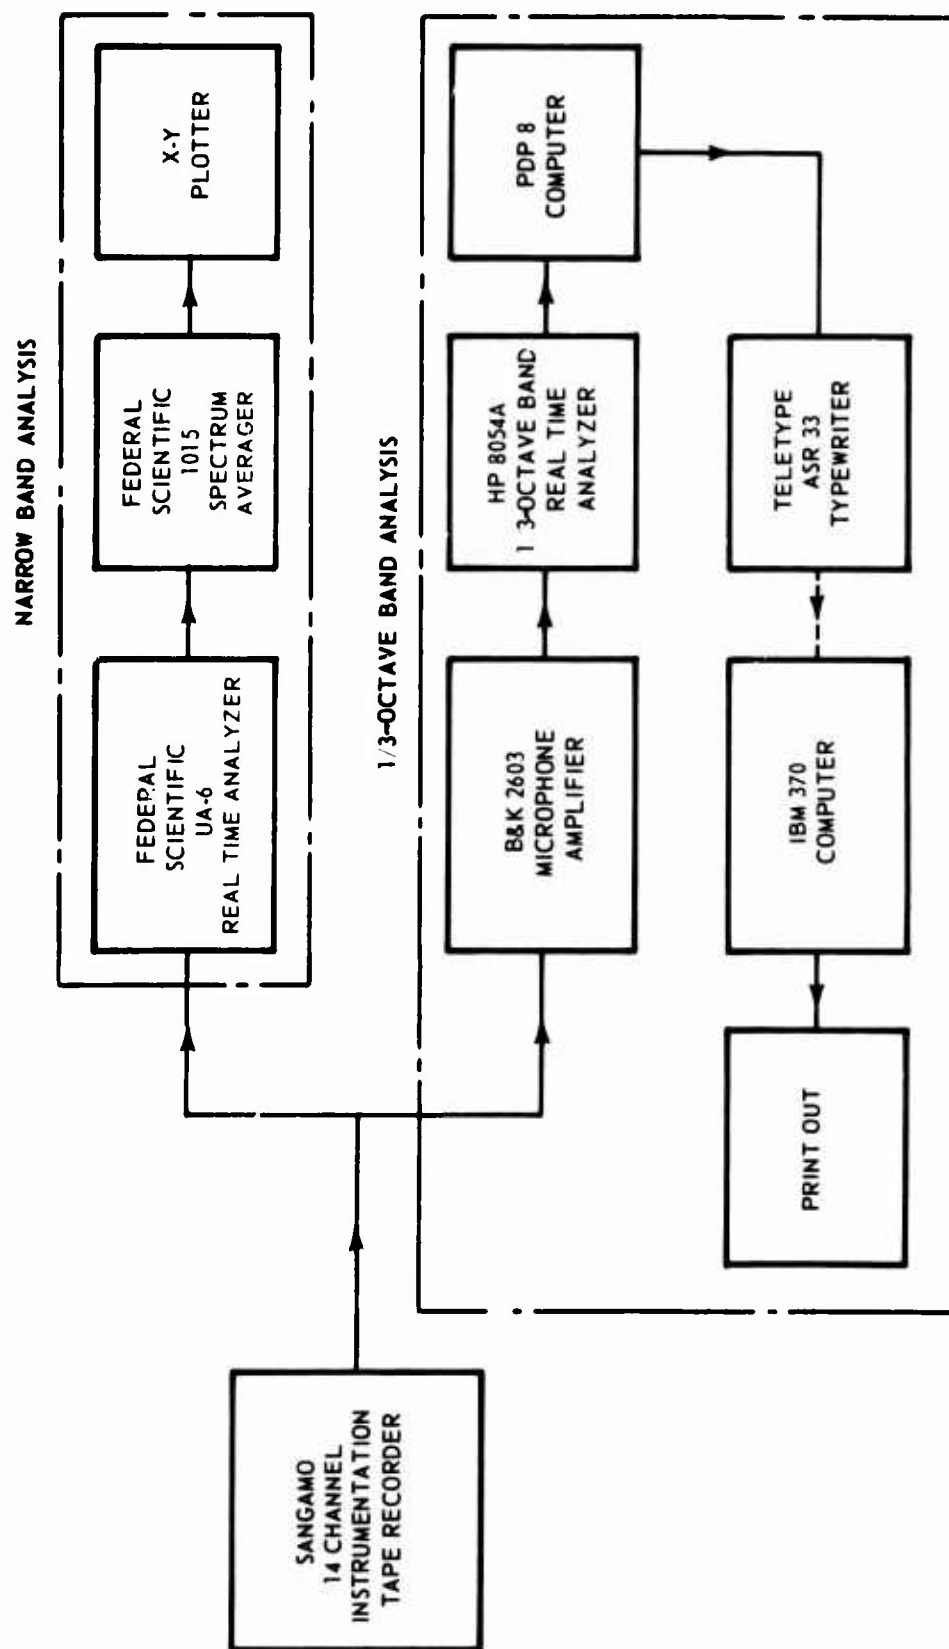 NARROW BAND ANALYSIS
FEDERAL
SCIENTIFIC
UA-6
REAL TIME ANALYZER
FEDERAL
SCIENTIFIC
1015
SPECTRUM
AVERAGER
X-Y
PLOTTER
SANGAMO
14 CHANNEL
INSTRUMENTATION
TAPE RECORDER
1/3-OCTAVE BAND ANALYSIS
B&K 2603
MICROPHONE
AMPLIFIER
HP 8054A
1 3-OCTAVE BAND
REAL TIME
ANALYZER
PDP 8
COMPUTER
PRINT OUT
IBM 370
COMPUTER
TELETYPE
ASR 33
TYPEWRITER